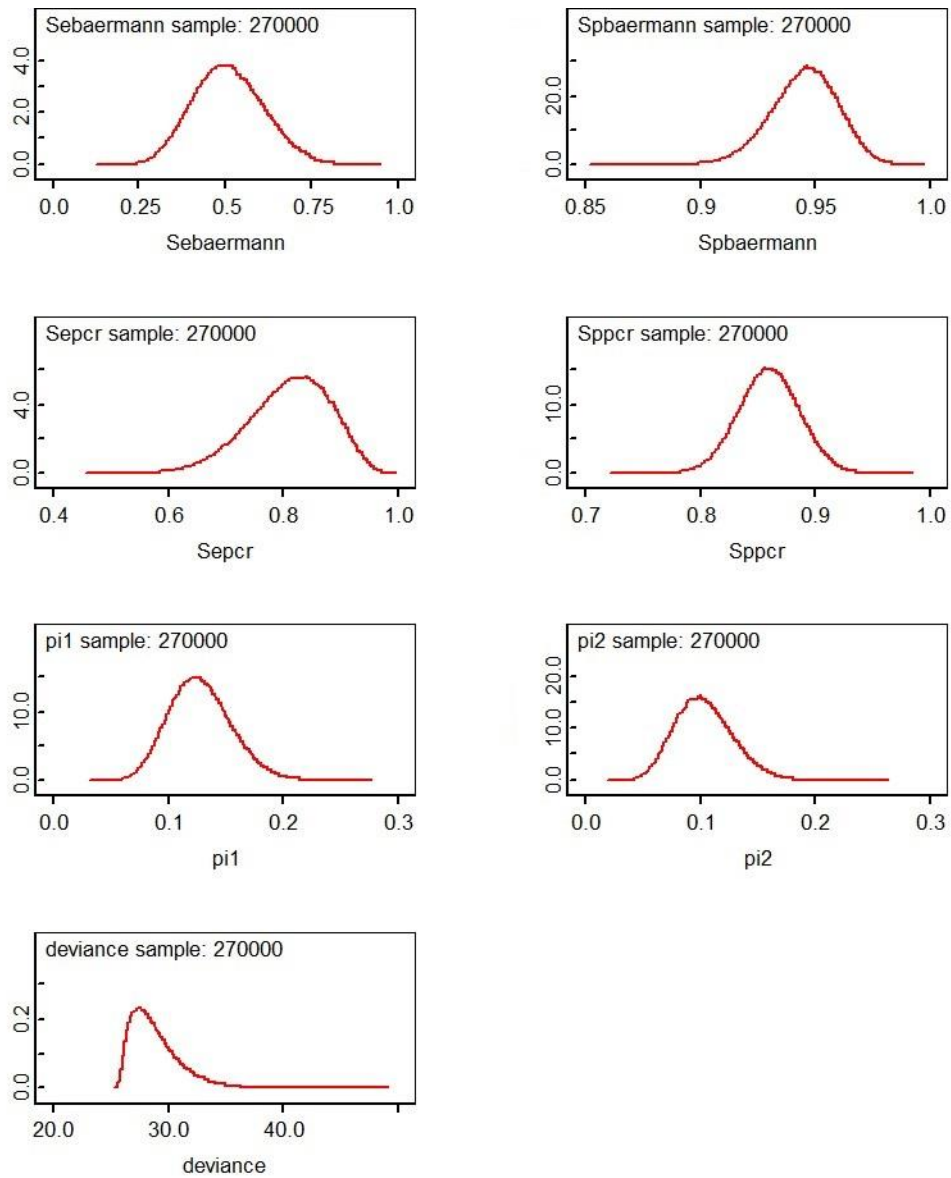 Sebaermann sample: 270000
4.0
2.0
0.0
0.0 0.25 0.5 0.75 1.0
Sebaermann
Spbaermann sample: 270000
20.0
0.0
0.85 0.9 0.95 1.0
Spbaermann
Sepcr sample: 270000
4.0
0.0
0.4 0.6 0.8 1.0
Sepcr
Sppcr sample: 270000
10.0
0.0
0.7 0.8 0.9 1.0
Sppcr
pi1 sample: 270000
10.0
0.0
0.0 0.1 0.2 0.3
pi1
pi2 sample: 270000
20.0
10.0
0.0
0.0 0.1 0.2 0.3
pi2
deviance sample: 270000
0.2
0.0
20.0 30.0 40.0
deviance